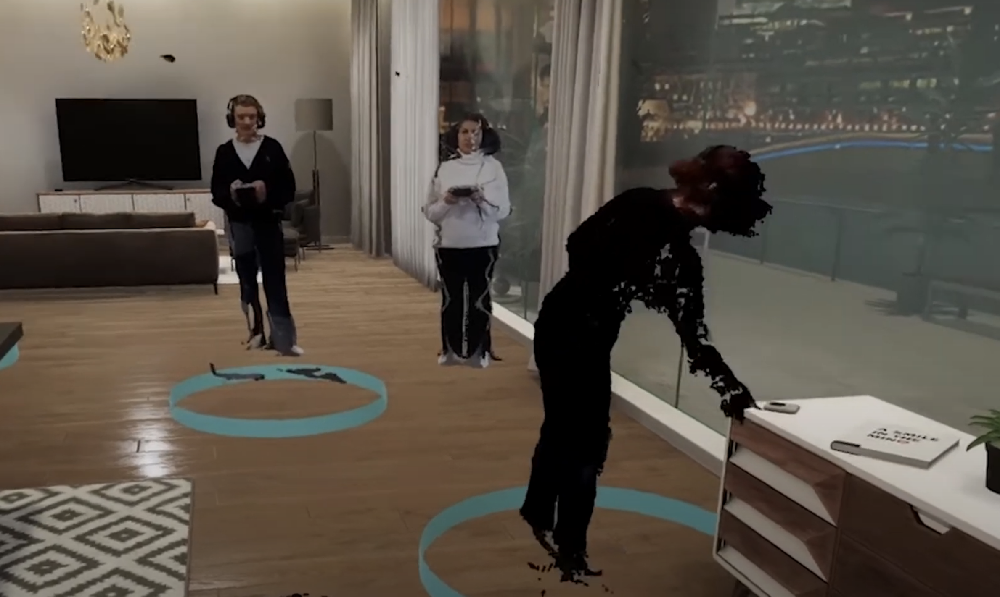 A SMILE
IN THE
MIND